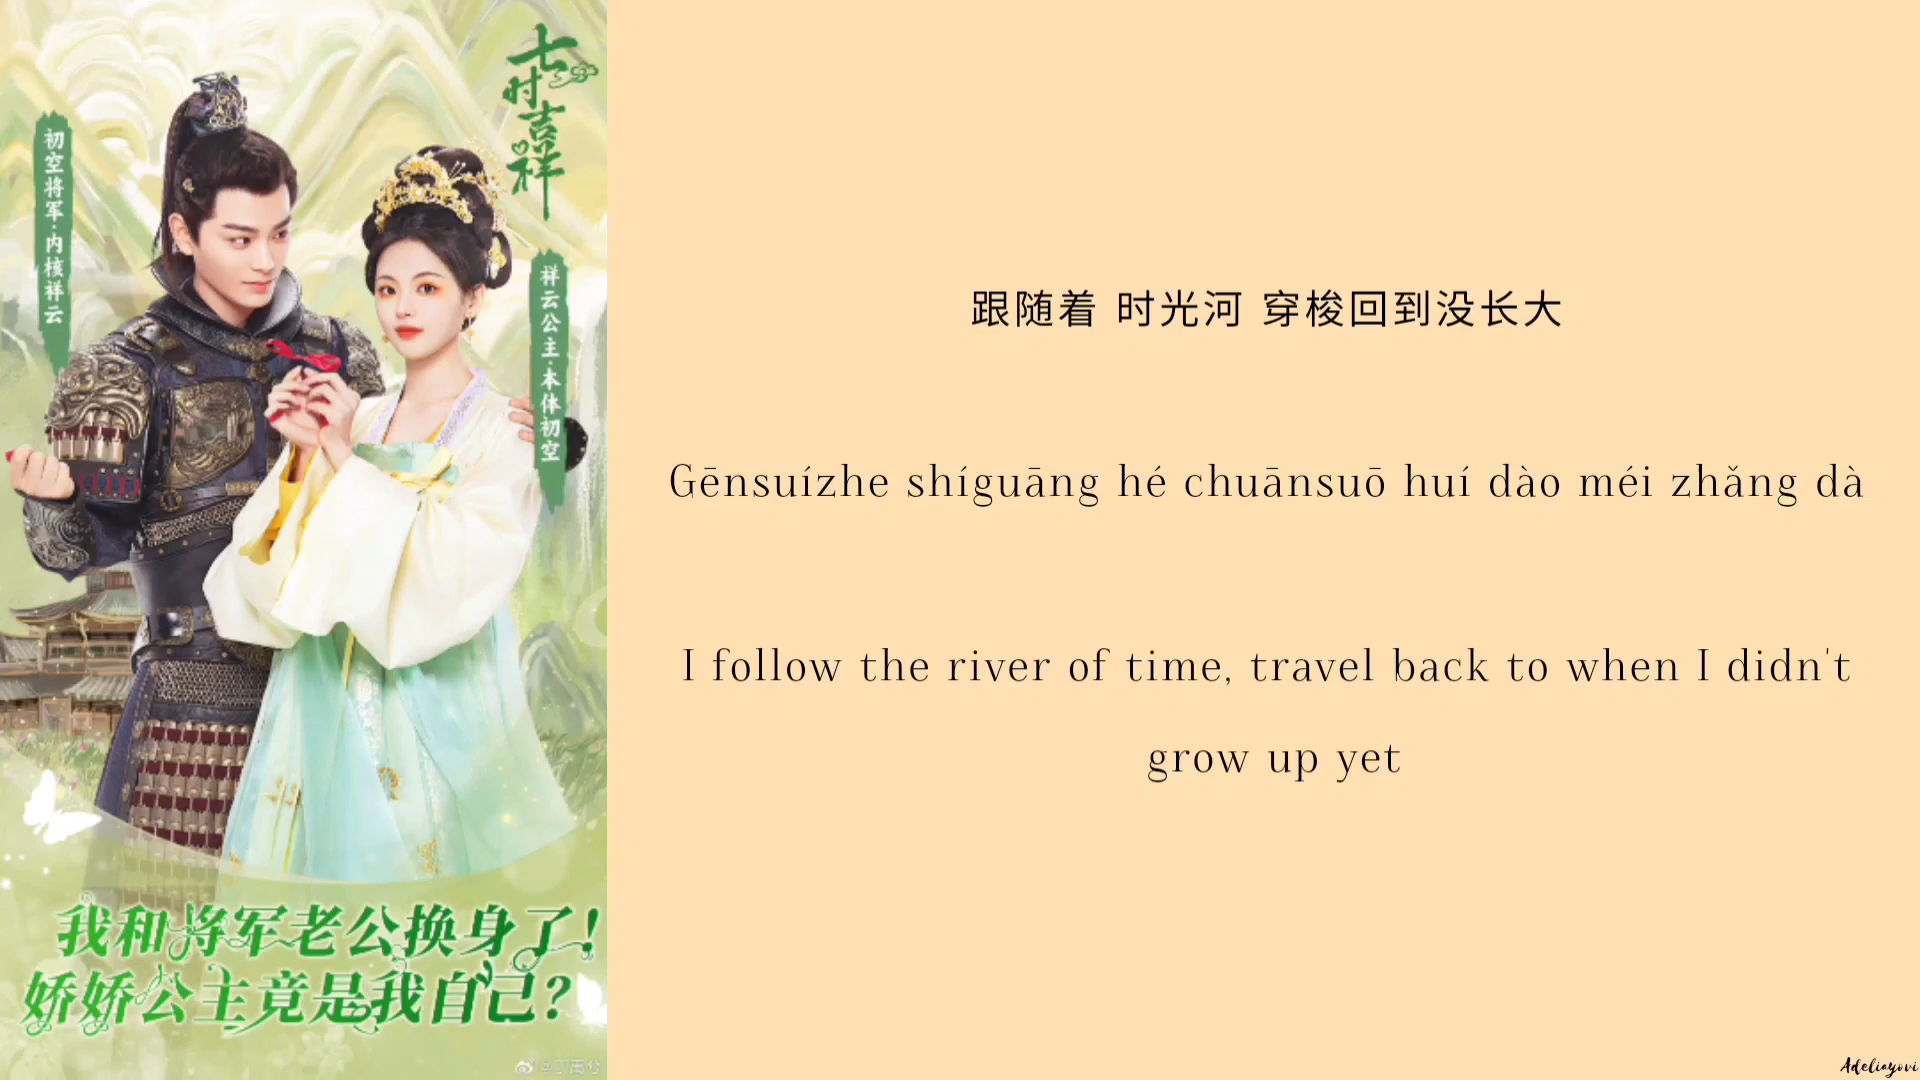 七时吉祥
初空将军·内核祥云
祥云公主·本体初空
我和将军老公换身了!
娇娇公主竟是我自己?
@丁禹兮
跟随着 时光河 穿梭回到没长大
Gēnsuízhe shíguāng hé chuānsuō huí dào méi zhǎng dà
I follow the river of time, travel back to when I didn't
grow up yet
Adeliayovi